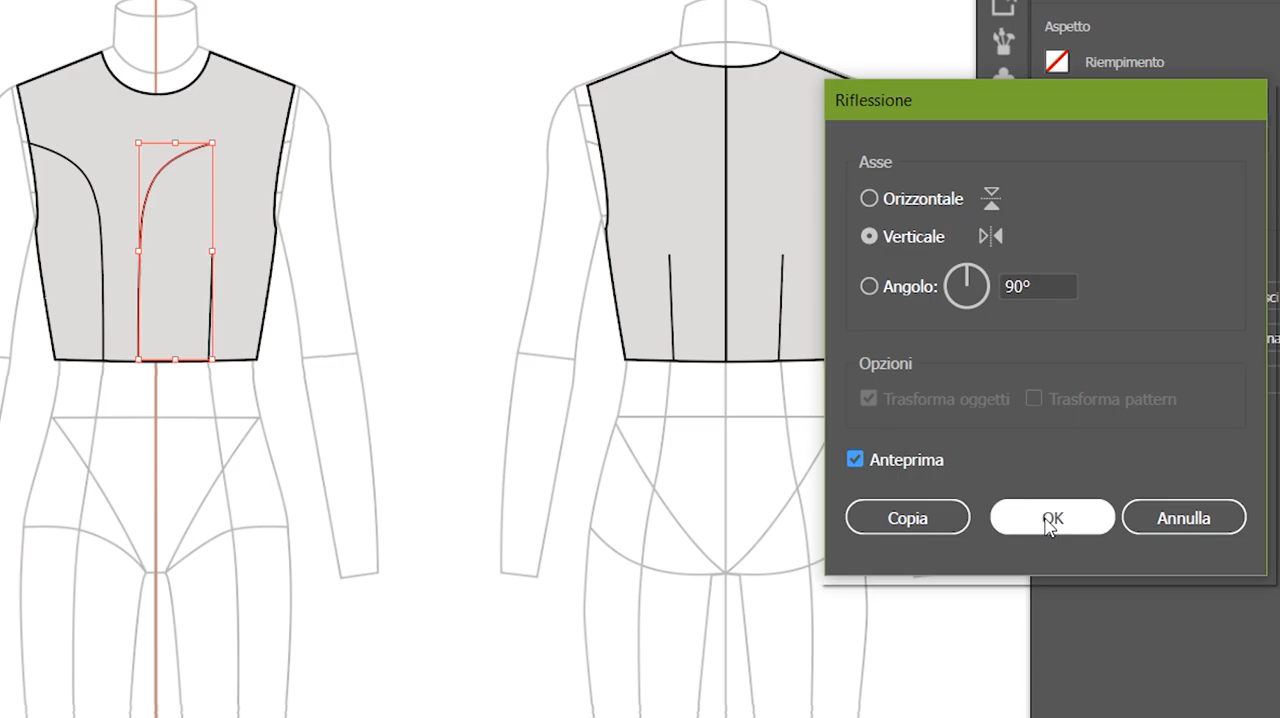 Aspetto
Riempimento
Riflessione
Asse
Orizzontale
Verticale
Angolo: 90°
Opzioni
Trasforma oggetti Trasforma pattern
Anteprima
Copia OK Annulla